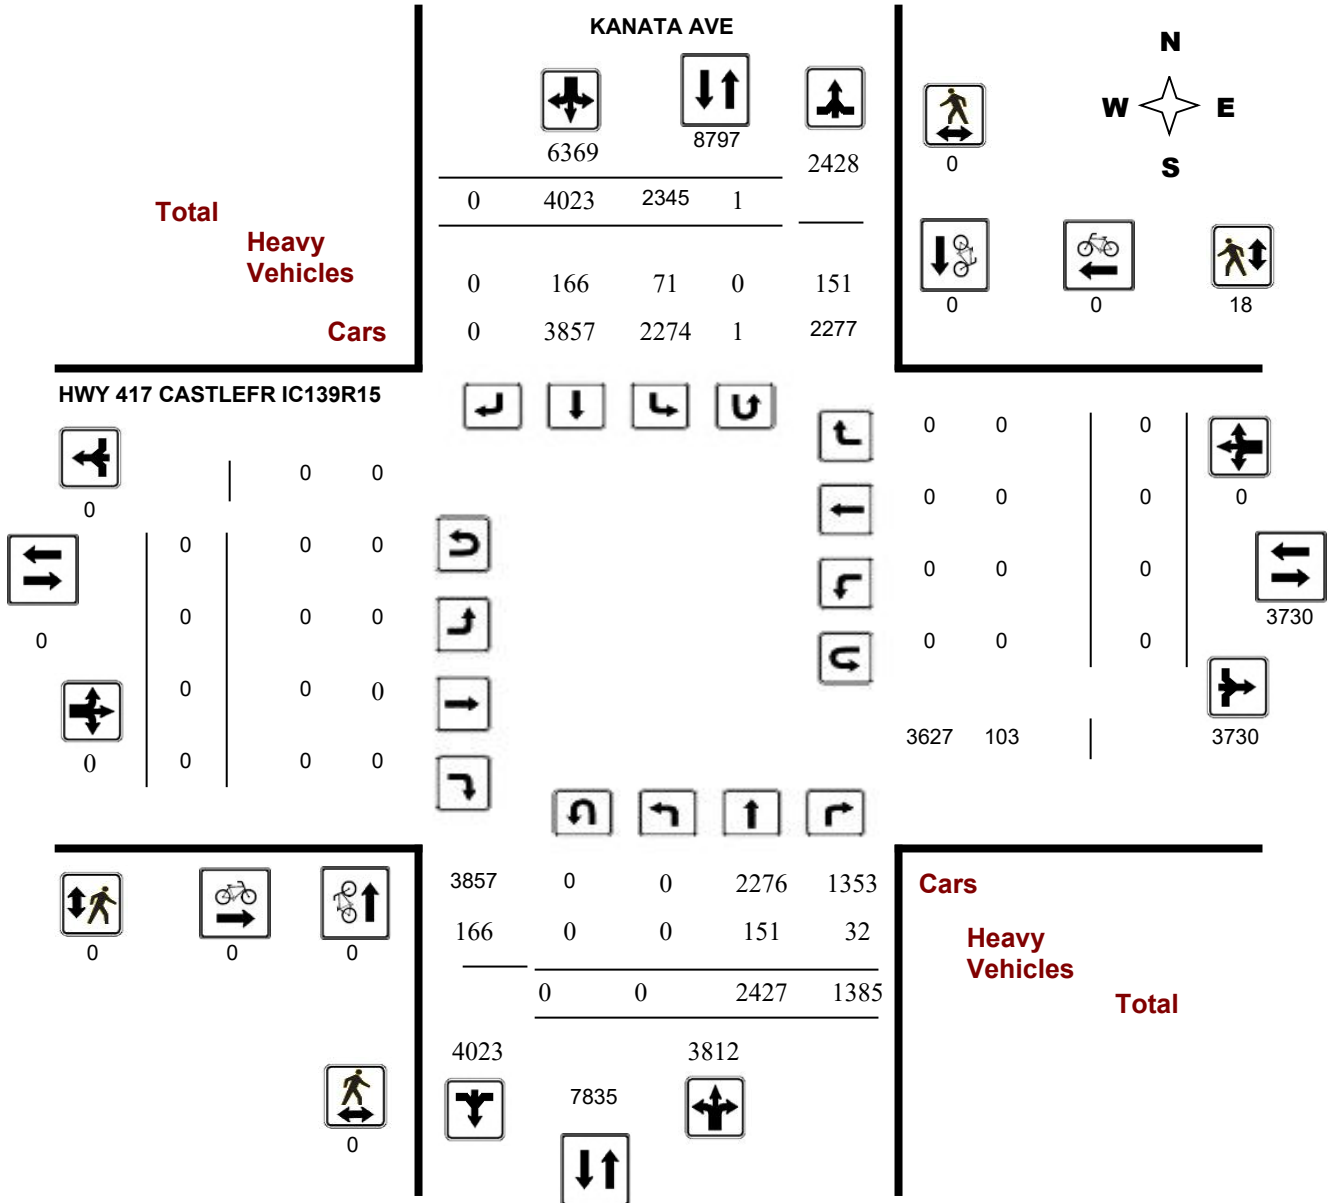 KANATA AVE
N
W E
S
6369
8797
2428
0
0 4023 2345 1
Total
Heavy
Vehicles
0 166 71 0 151
0 0 18
Cars
0 3857 2274 1 2277
HWY 417 CASTLEFR IC139R15
0 0 0
0 0
0
0 0 0 0
0 0 0
0 0 0
0 0 0
3730
0
0 0 0
0 0 0
3627 103 3730
0 0 0 0
3857 0 0 2276 1353
Cars
166 0 0 151 32
Heavy
Vehicles
0 0 0
0 0 2427 1385
Total
4023 3812
7835
0